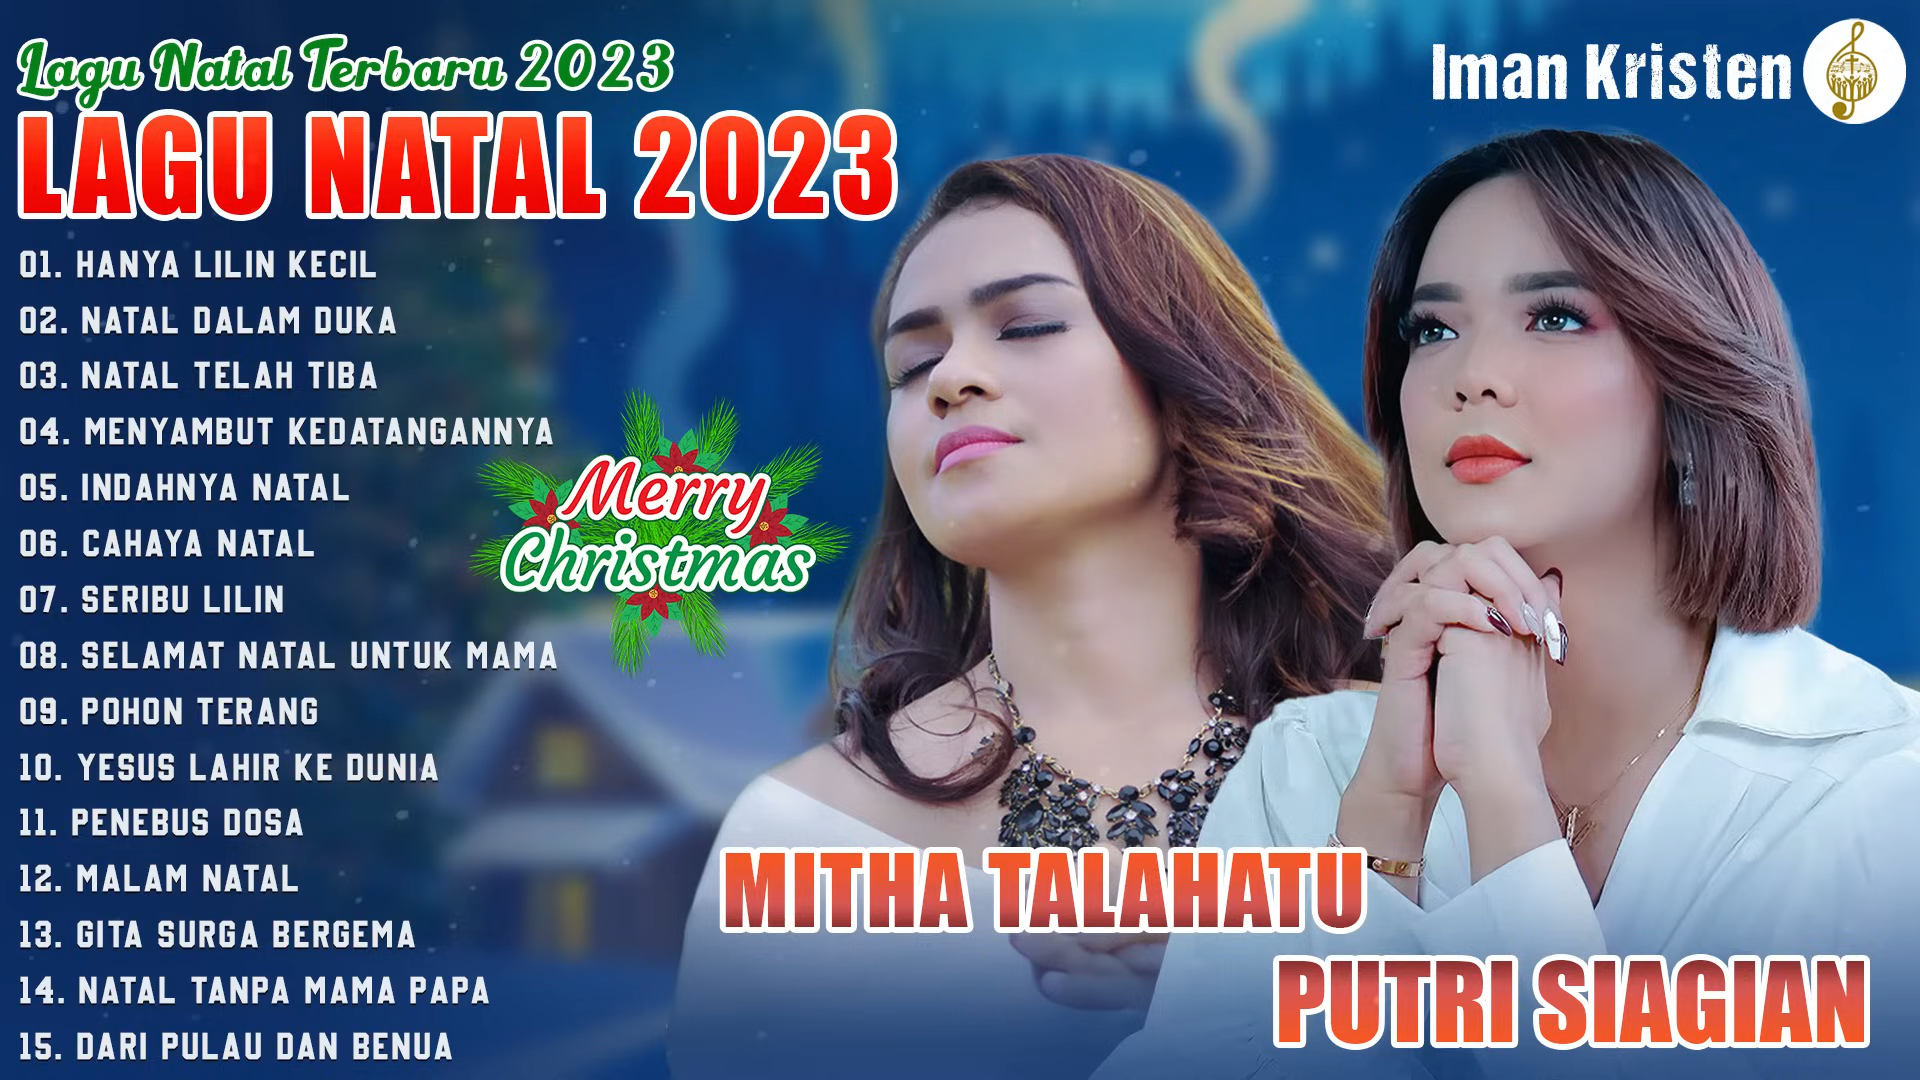 Lagu Natal Terbaru 2023
LAGU NATAL 2023
Iman Kristen
01. HANYA LILIN KECIL
02. NATAL DALAM DUKA
03. NATAL TELAH TIBA
04. MENYAMBUT KEDATANGANNYA
05. INDAHNYA NATAL
06. CAHAYA NATAL
07. SERIBU LILIN
08. SELAMAT NATAL UNTUK MAMA
09. POHON TERANG
10. YESUS LAHIR KE DUNIA
11. PENEBUS DOSA
12. MALAM NATAL
13. GITA SURGA BERGEMA
14. NATAL TANPA MAMA PAPA
15. DARI PULAU DAN BENUA
Merry
Christmas
MITHA TALAHATU
PUTRI SIAGIAN